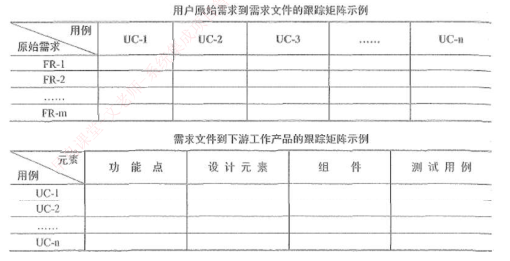 用户原始需求到需求文件的跟踪矩阵示例
用例
原始需求
UC-1 UC-2 UC-3 …… UC-n
FR-1
FR-2
……
FR-m
需求文件到下游工作产品的跟踪矩阵示例
元素
用例
功能点 设计元素 组件 测试用例
UC-1
UC-2
……
UC-n